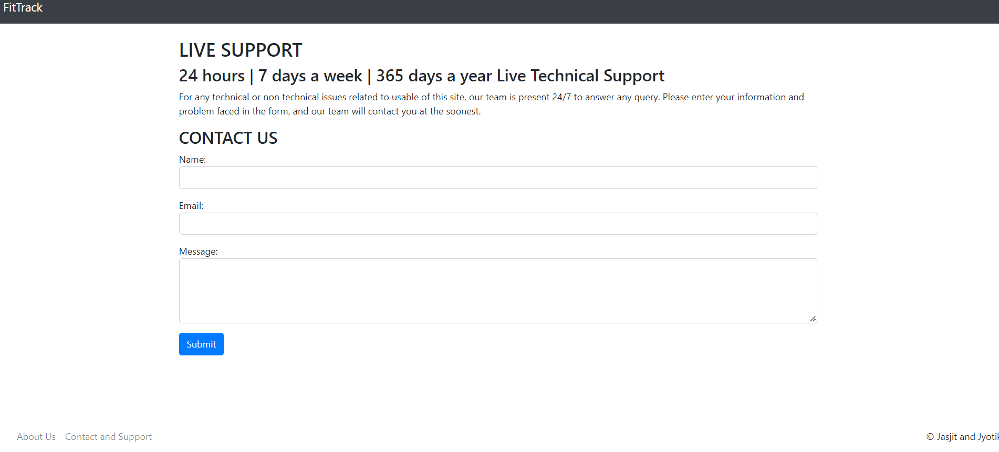 FitTrack
LIVE SUPPORT
24 hours | 7 days a week | 365 days a year Live Technical Support
For any technical or non technical issues related to usable of this site, our team is present 24/7 to answer any query. Please enter your information and
problem faced in the form, and our team will contact you at the soonest.
CONTACT US
Name:
Email:
Message:
Submit
About Us Contact and Support
© Jasjit and